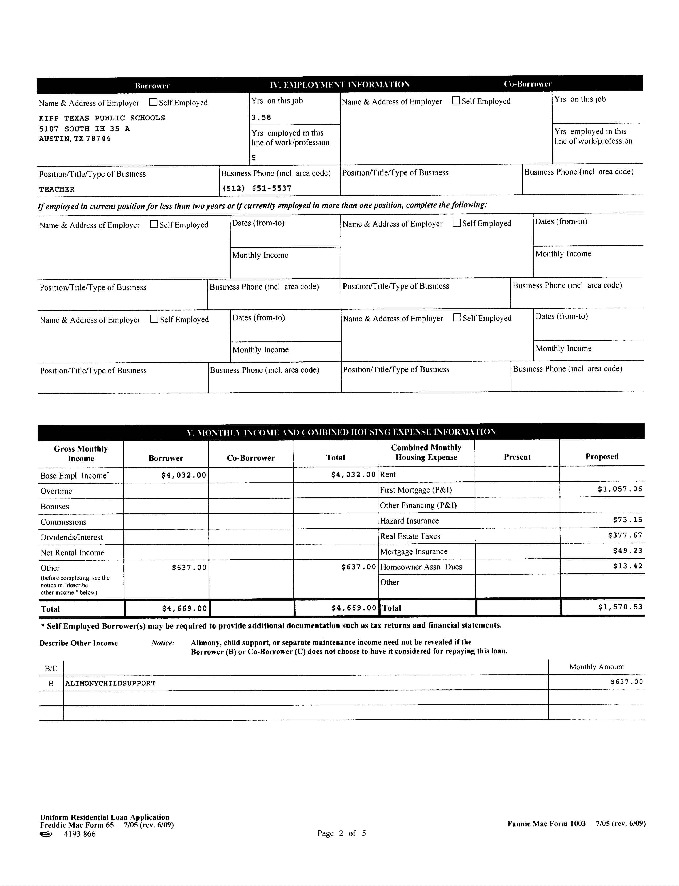 Borrower IV. EMPLOYMENT INFORMATION Co-Borrower
Name & Address of Employer ☐ Self Employed Yrs. on this job Name & Address of Employer ☐ Self Employed Yrs. on this job
KIPP TEXAS PUBLIC SCHOOLS 3.58
5107 SOUTH IH 35 A
AUSTIN, TX 78744
Yrs. employed in this line of work/profession Yrs. employed in this line of work/profession
5
Position/Title/Type of Business Business Phone (incl. area code) Position/Title/Type of Business Business Phone (incl. area code)
TEACHER (512) 651-5537
If employed in current position for less than two years or if currently employed in more than one position, complete the following:
Name & Address of Employer ☐ Self Employed Dates (from-to) Name & Address of Employer ☐ Self Employed Dates (from-to)
Monthly Income Monthly Income
Position/Title/Type of Business Business Phone (incl. area code) Position/Title/Type of Business Business Phone (incl. area code)
Name & Address of Employer ☐ Self Employed Dates (from-to) Name & Address of Employer ☐ Self Employed Dates (from-to)
Monthly Income Monthly Income
Position/Title/Type of Business Business Phone (incl. area code) Position/Title/Type of Business Business Phone (incl. area code)
V. MONTHLY INCOME AND COMBINED HOUSING EXPENSE INFORMATION
Gross Monthly Income Borrower Co-Borrower Total Combined Monthly Housing Expense Present Proposed
Base Empl. Income* $4,032.00 $4,032.00 Rent
Overtime First Mortgage (P&I) $1,057.06
Bonuses Other Financing (P&I)
Commissions Hazard Insurance $73.15
Dividends/Interest Real Estate Taxes $377.67
Net Rental Income Mortgage Insurance $49.23
Other $637.00 $637.00 Homeowner Assn. Dues $13.42
(before completing, see the notice in "describe other income," below) Other
Total $4,669.00 $4,669.00 Total $1,570.53
* Self Employed Borrower(s) may be required to provide additional documentation such as tax returns and financial statements.
Describe Other Income Notice: Alimony, child support, or separate maintenance income need not be revealed if the
Borrower (B) or Co-Borrower (C) does not choose to have it considered for repaying this loan.
B/C Monthly Amount
B ALIMONYCHILDSUPPORT $637.00
Uniform Residential Loan Application
Freddie Mac Form 65 7/05 (rev. 6/09) Fannie Mae Form 1003 7/05 (rev. 6/09)
4193 866 Page 2 of 5